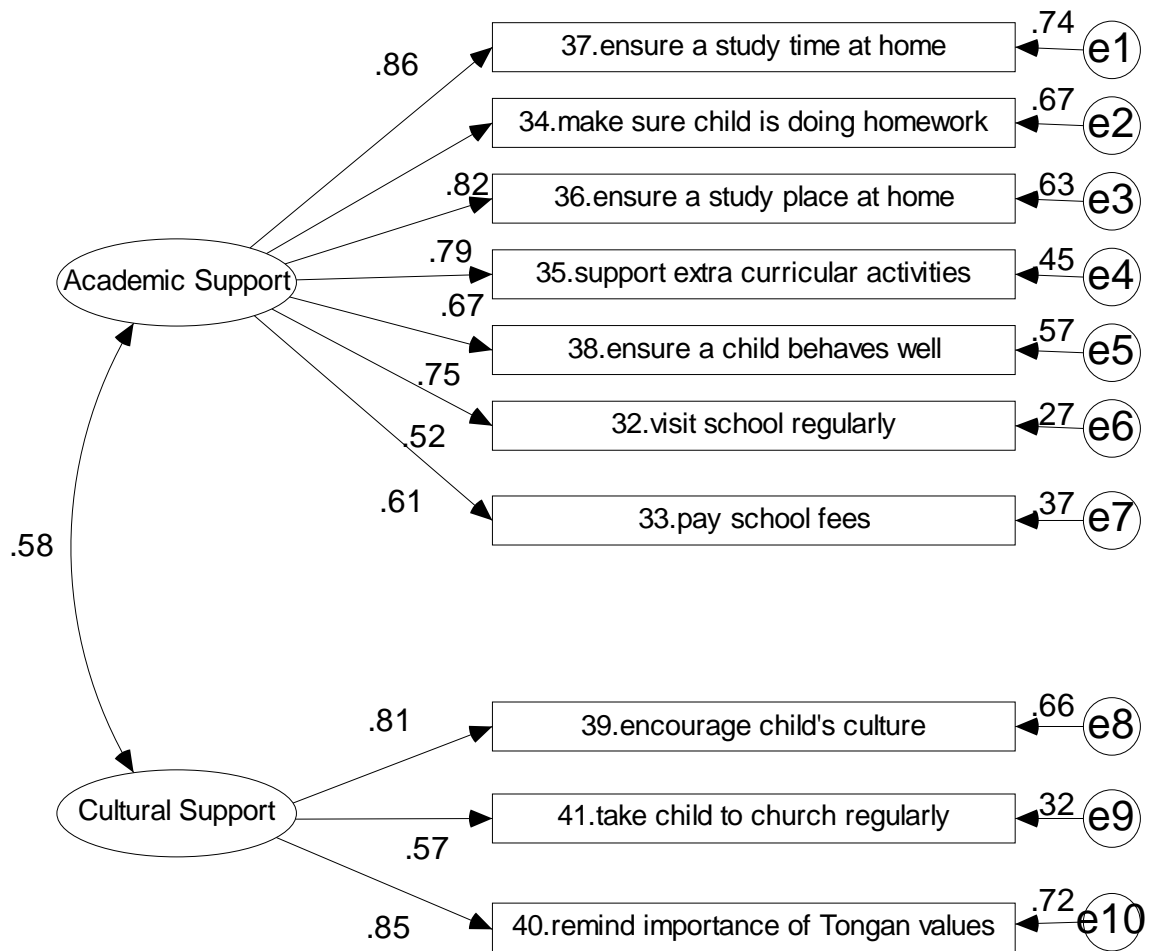 .74
37.ensure a study time at home
e1
.86
.67
34.make sure child is doing homework
e2
.82
.63
36.ensure a study place at home
e3
.79
.45
35.support extra curricular activities
e4
Academic Support
.67
.57
38.ensure a child behaves well
e5
.75
.27
32.visit school regularly
e6
.52
.61
.37
33.pay school fees
e7
.58
.81
.66
39.encourage child's culture
e8
Cultural Support
.32
41.take child to church regularly
e9
.57
.85
.72
40.remind importance of Tongan values
e10